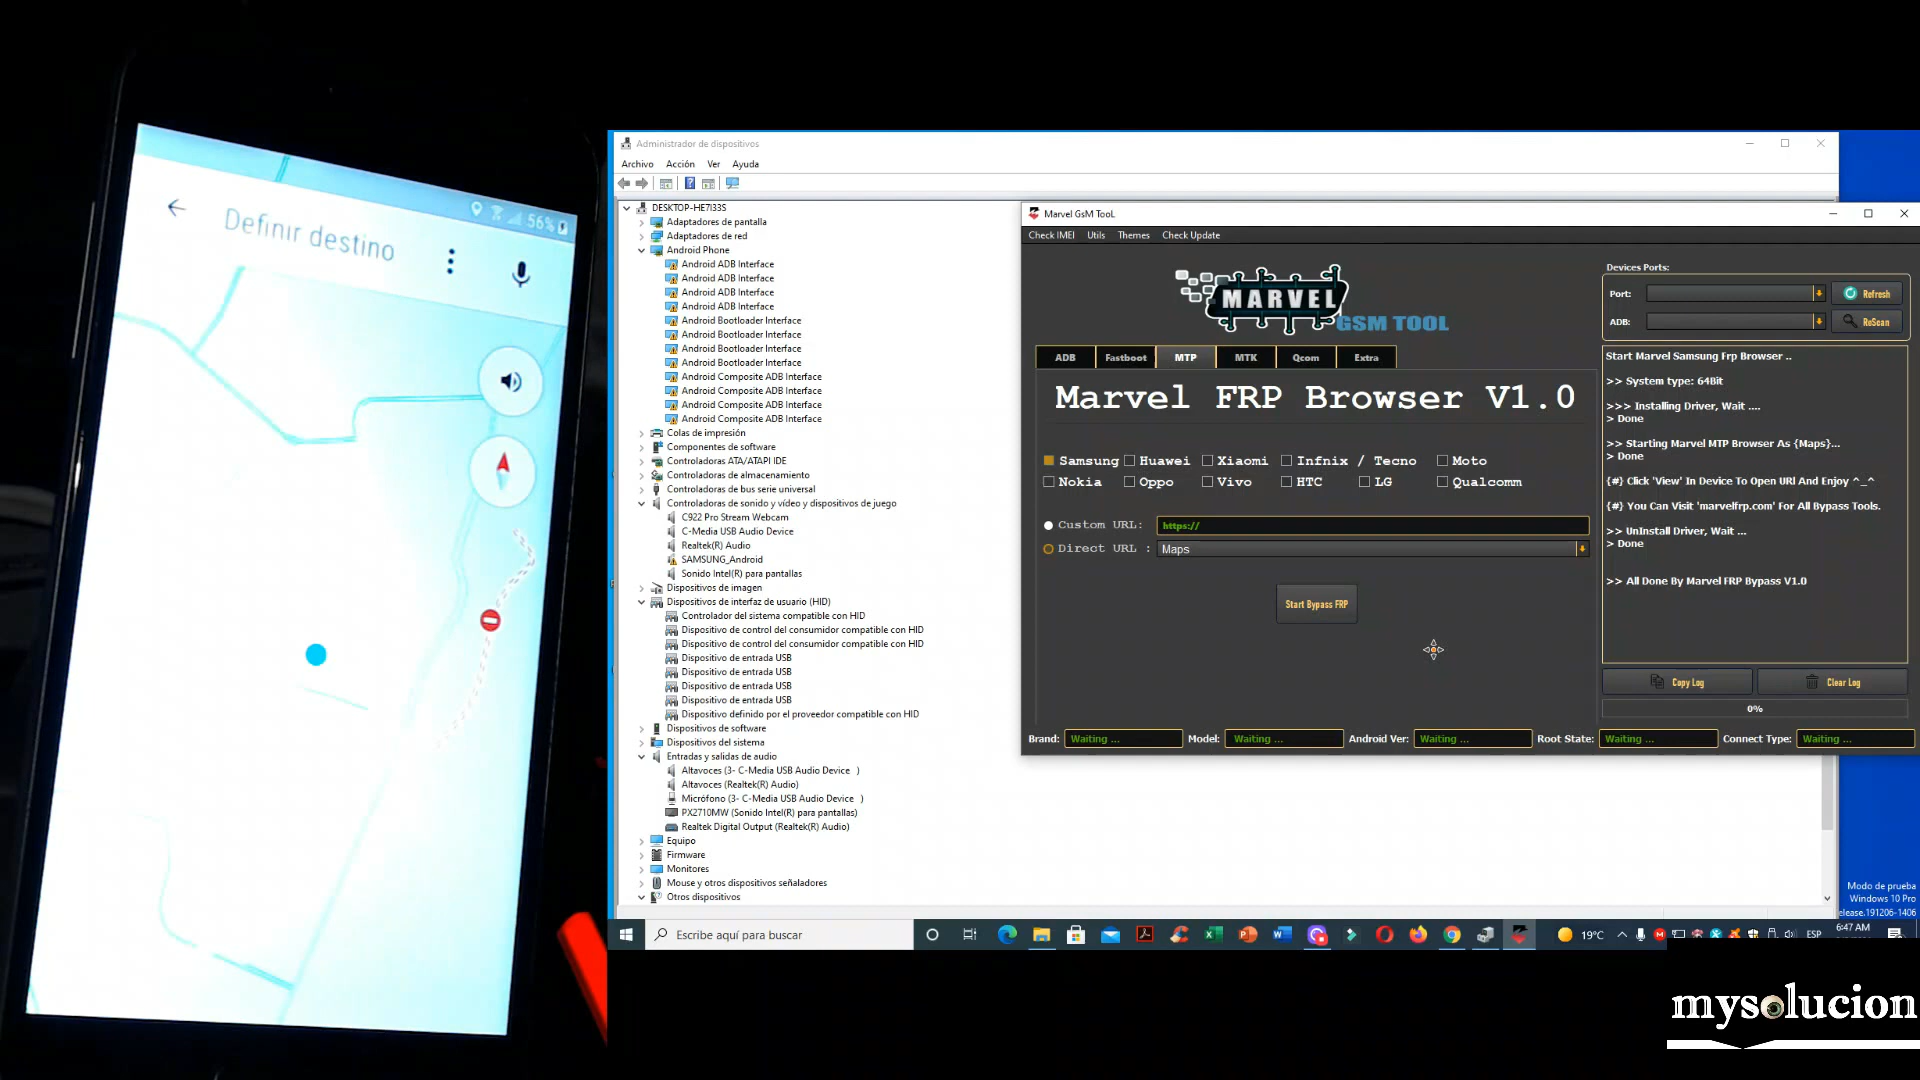 56%
Definir destino
Administrador de dispositivos
Archivo Acción Ver Ayuda
DESKTOP-HE7I33S
Adaptadores de pantalla
Adaptadores de red
Android Phone
Android ADB Interface
Android ADB Interface
Android ADB Interface
Android ADB Interface
Android Bootloader Interface
Android Bootloader Interface
Android Bootloader Interface
Android Bootloader Interface
Android Composite ADB Interface
Android Composite ADB Interface
Android Composite ADB Interface
Android Composite ADB Interface
Colas de impresión
Componentes de software
Controladoras ATA/ATAPI IDE
Controladoras de almacenamiento
Controladoras de bus serie universal
Controladoras de sonido y vídeo y dispositivos de juego
C922 Pro Stream Webcam
C-Media USB Audio Device
Realtek(R) Audio
SAMSUNG_Android
Sonido Intel(R) para pantallas
Dispositivos de imagen
Dispositivos de interfaz de usuario (HID)
Controlador del sistema compatible con HID
Dispositivo de control del consumidor compatible con HID
Dispositivo de control del consumidor compatible con HID
Dispositivo de entrada USB
Dispositivo de entrada USB
Dispositivo de entrada USB
Dispositivo de entrada USB
Dispositivo definido por el proveedor compatible con HID
Dispositivos de software
Dispositivos del sistema
Entradas y salidas de audio
Altavoces (3- C-Media USB Audio Device )
Altavoces (Realtek(R) Audio)
Micrófono (3- C-Media USB Audio Device )
PX2710MW (Sonido Intel(R) para pantallas)
Realtek Digital Output (Realtek(R) Audio)
Equipo
Firmware
Monitores
Mouse y otros dispositivos señaladores
Otros dispositivos
Marvel GsM TooL
Check IMEI Utils Themes Check Update
MARVEL
GSM TOOL
ADB Fastboot MTP MTK Qcom Extra
Marvel FRP Browser V1.0
Samsung Huawei Xiaomi Infnix / Tecno Moto
Nokia Oppo Vivo HTC LG Qualcomm
Custom URL: https://
Direct URL : Maps
Start Bypass FRP
Devices Ports:
Port: Refresh
ADB: ReScan
Start Marvel Samsung Frp Browser ..
>> System type: 64Bit
>>> Installing Driver, Wait ....
> Done
>> Starting Marvel MTP Browser As {Maps}...
> Done
{#} Click 'View' In Device To Open URl And Enjoy ^_^
{#} You Can Visit 'marvelfrp.com' For All Bypass Tools.
>> UnInstall Driver, Wait ...
> Done
>> All Done By Marvel FRP Bypass V1.0
Copy Log Clear Log
0%
Brand: Waiting ... Model: Waiting ... Android Ver: Waiting ... Root State: Waiting ... Connect Type: Waiting ...
Modo de prueba
Windows 10 Pro
elease.191206-1406
Escribe aquí para buscar
19°C
ESP
6:47 AM
mysolucion